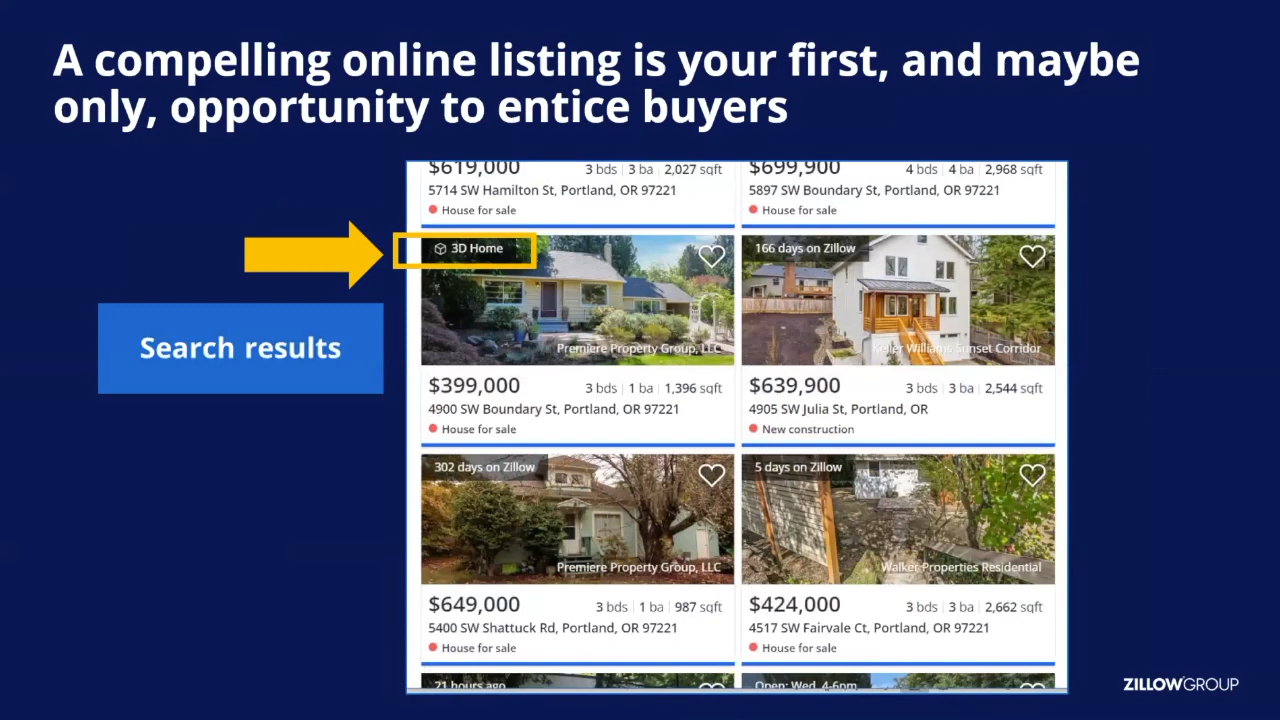 A compelling online listing is your first, and maybe
only, opportunity to entice buyers
$619,000 3 bds 3 ba 2,027 sqft
5714 SW Hamilton St, Portland, OR 97221
House for sale
$699,900 4 bds 4 ba 2,968 sqft
5897 SW Boundary St, Portland, OR 97221
House for sale
Search results
3D Home
Premiere Property Group, LLC
$399,000 3 bds 1 ba 1,396 sqft
4900 SW Boundary St, Portland, OR 97221
House for sale
166 days on Zillow
Keller Williams Sunset Corridor
$639,900 3 bds 3 ba 2,544 sqft
4905 SW Julia St, Portland, OR
New construction
302 days on Zillow
Premiere Property Group, LLC
$649,000 3 bds 1 ba 987 sqft
5400 SW Shattuck Rd, Portland, OR 97221
House for sale
5 days on Zillow
Walker Properties Residential
$424,000 3 bds 3 ba 2,662 sqft
4517 SW Fairvale Ct, Portland, OR 97221
House for sale
21 hours ago
Open: Wed. 4-6pm
ZILLOW GROUP